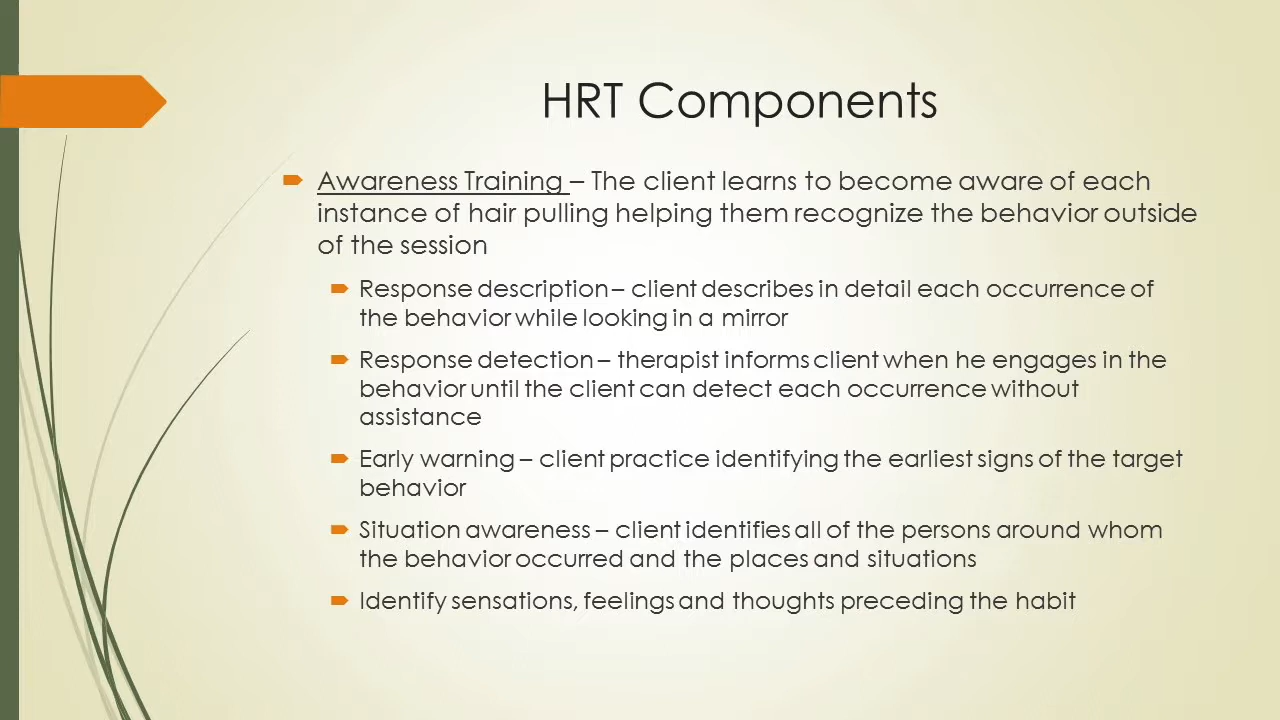 HRT Components
Awareness Training – The client learns to become aware of each
instance of hair pulling helping them recognize the behavior outside
of the session
Response description – client describes in detail each occurrence of
the behavior while looking in a mirror
Response detection – therapist informs client when he engages in the
behavior until the client can detect each occurrence without
assistance
Early warning – client practice identifying the earliest signs of the target
behavior
Situation awareness – client identifies all of the persons around whom
the behavior occurred and the places and situations
Identify sensations, feelings and thoughts preceding the habit